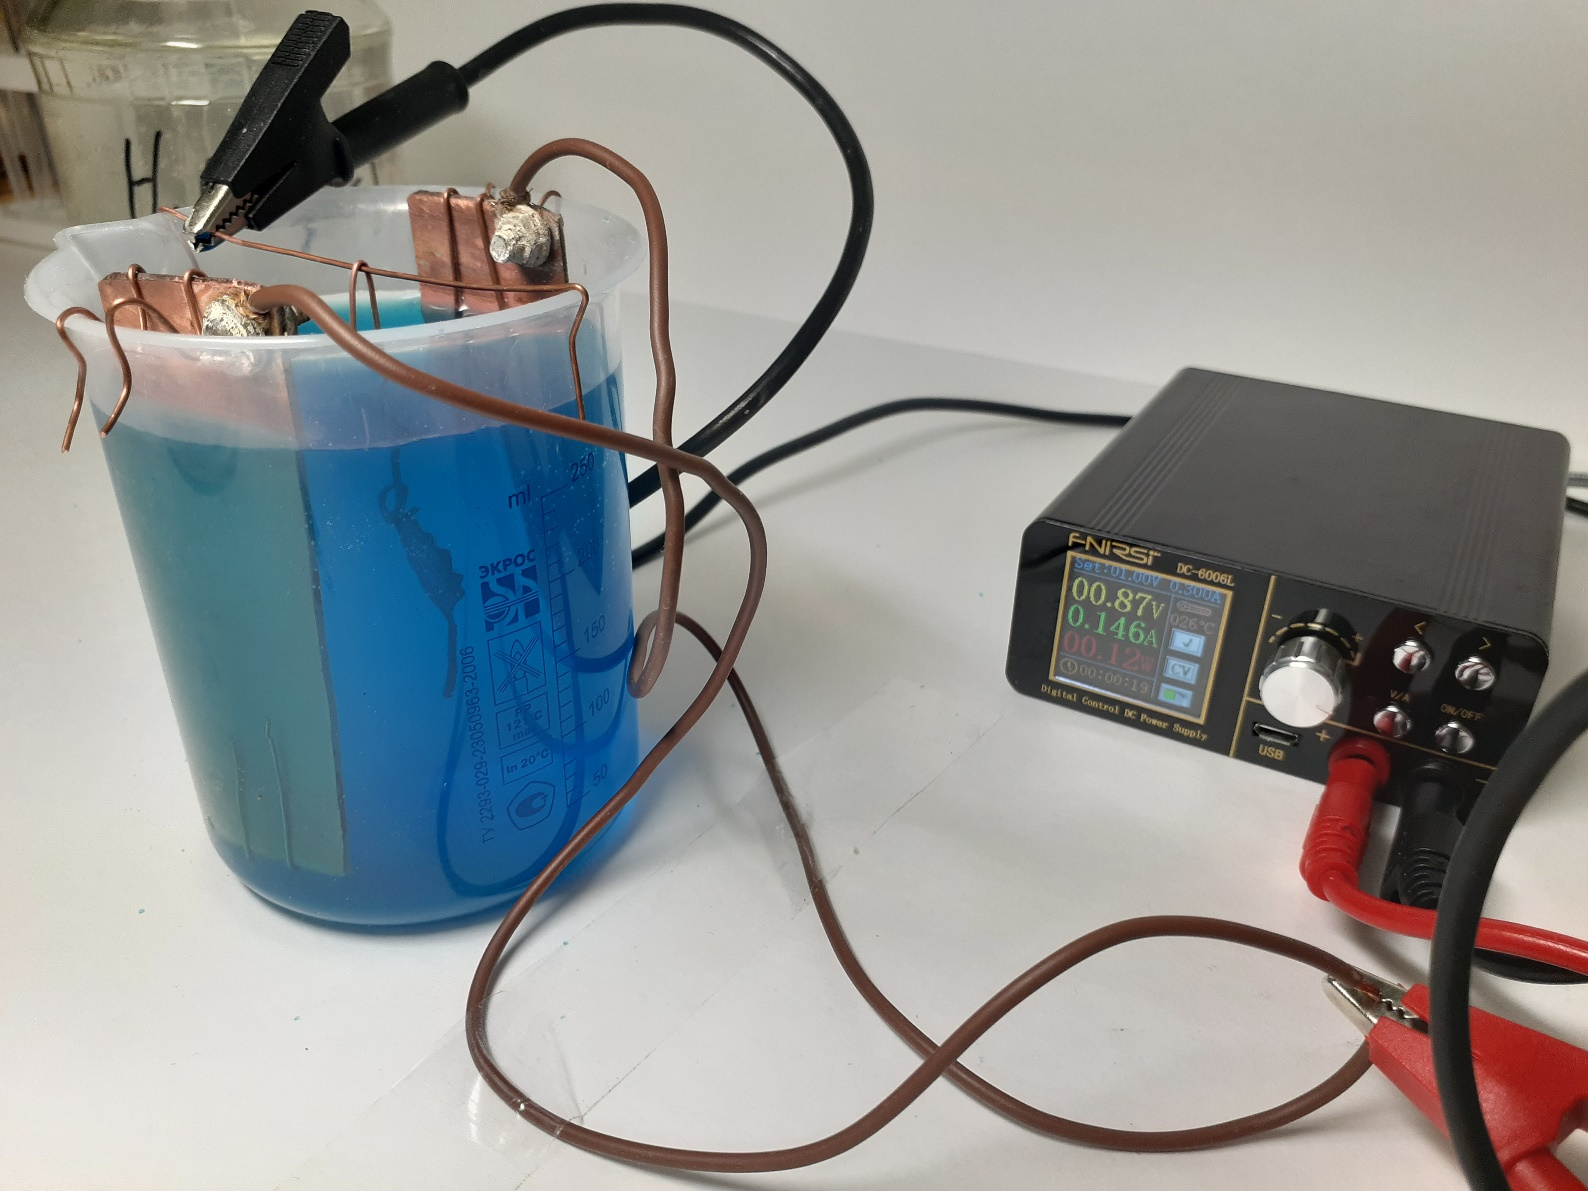 H
ml
250
200
150
100
50
ЭКРОС
In 20°C
ТУ 2293-029-23050963-2006
FNIRSI
DC-6006L
Set:01.00V 0.300A
00.87V
0.146A
026°C
00.12W
CV
00:00:19
Digital Control DC Power Supply
- +
< >
V/A
ON/OFF
USB
+
-